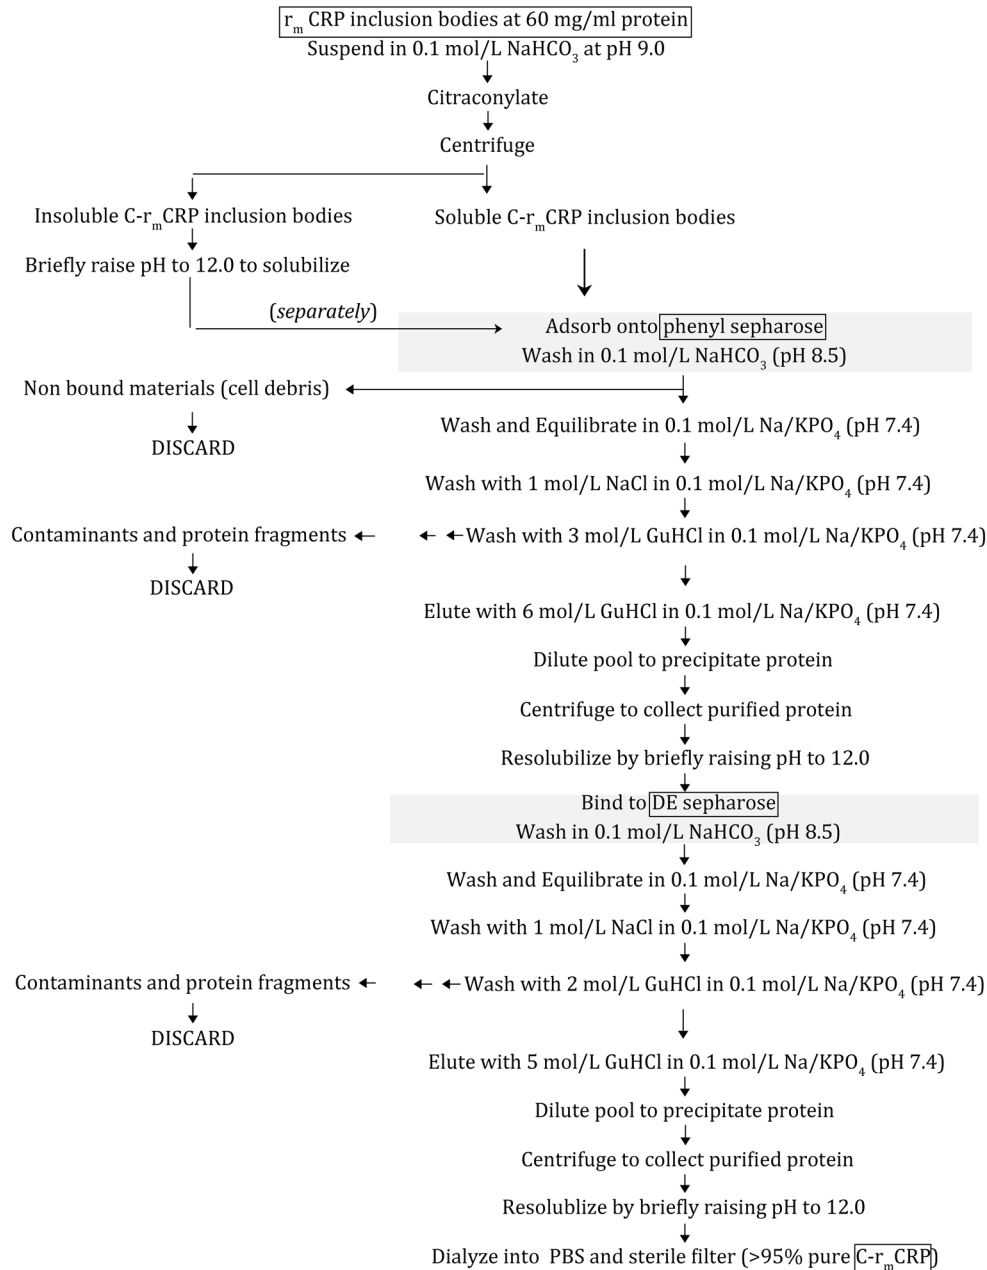 r_m CRP inclusion bodies at 60 mg/ml protein
Suspend in 0.1 mol/L NaHCO₃ at pH 9.0
Citraconylate
Centrifuge
Insoluble C-r_mCRP inclusion bodies
Soluble C-r_mCRP inclusion bodies
Briefly raise pH to 12.0 to solubilize
(separately)
Adsorb onto phenyl sepharose
Wash in 0.1 mol/L NaHCO₃ (pH 8.5)
Non bound materials (cell debris)
DISCARD
Wash and Equilibrate in 0.1 mol/L Na/KPO₄ (pH 7.4)
Wash with 1 mol/L NaCl in 0.1 mol/L Na/KPO₄ (pH 7.4)
Contaminants and protein fragments
Wash with 3 mol/L GuHCl in 0.1 mol/L Na/KPO₄ (pH 7.4)
DISCARD
Elute with 6 mol/L GuHCl in 0.1 mol/L Na/KPO₄ (pH 7.4)
Dilute pool to precipitate protein
Centrifuge to collect purified protein
Resolubilize by briefly raising pH to 12.0
Bind to DE sepharose
Wash in 0.1 mol/L NaHCO₃ (pH 8.5)
Wash and Equilibrate in 0.1 mol/L Na/KPO₄ (pH 7.4)
Wash with 1 mol/L NaCl in 0.1 mol/L Na/KPO₄ (pH 7.4)
Contaminants and protein fragments
Wash with 2 mol/L GuHCl in 0.1 mol/L Na/KPO₄ (pH 7.4)
DISCARD
Elute with 5 mol/L GuHCl in 0.1 mol/L Na/KPO₄ (pH 7.4)
Dilute pool to precipitate protein
Centrifuge to collect purified protein
Resolublize by briefly raising pH to 12.0
Dialyze into PBS and sterile filter (>95% pure C-r_mCRP)